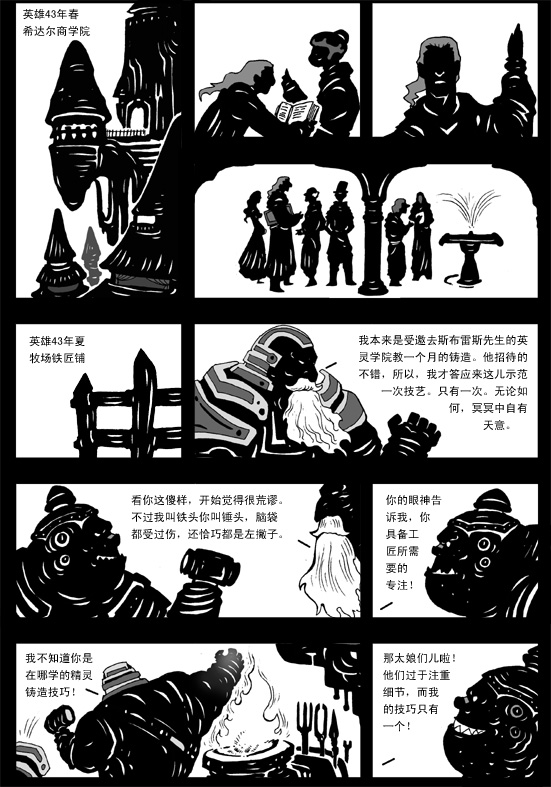 英雄43年春
希达尔商学院
英雄43年夏
牧场铁匠铺
我本来是受邀去斯布雷斯先生的英
灵学院教一个月的铸造。他招待的
不错，所以，我才答应来这儿示范
一次技艺。只有一次。无论如
何，冥冥中自有
天意。
看你这傻样，开始觉得很荒谬。
不过我叫铁头你叫锤头，脑袋
都受过伤，还恰巧都是左撇子。
你的眼神告
诉我，你
具备工
匠所需
要的
专注！
我不知道你是
在哪学的精灵
铸造技巧！
那太娘们儿啦！
他们过于注重
细节，而我
的技巧只有
一个！